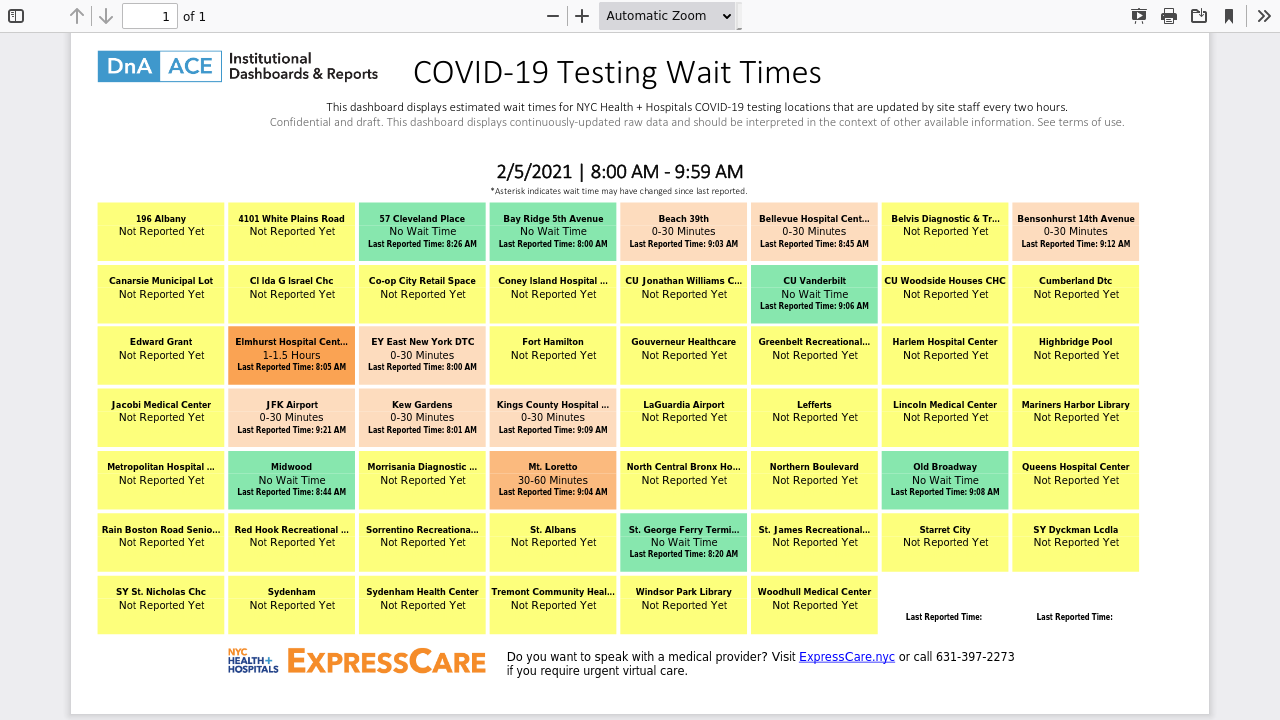 1 of 1 Automatic Zoom
DnA ACE Institutional Dashboards & Reports
COVID-19 Testing Wait Times
This dashboard displays estimated wait times for NYC Health + Hospitals COVID-19 testing locations that are updated by site staff every two hours.
Confidential and draft. This dashboard displays continuously-updated raw data and should be interpreted in the context of other available information. See terms of use.
2/5/2021 | 8:00 AM - 9:59 AM
*Asterisk indicates wait time may have changed since last reported.
196 Albany
Not Reported Yet
4101 White Plains Road
Not Reported Yet
57 Cleveland Place
No Wait Time
Last Reported Time: 8:26 AM
Bay Ridge 5th Avenue
No Wait Time
Last Reported Time: 8:00 AM
Beach 39th
0-30 Minutes
Last Reported Time: 9:03 AM
Bellevue Hospital Cent...
0-30 Minutes
Last Reported Time: 8:45 AM
Belvis Diagnostic & Tr...
Not Reported Yet
Bensonhurst 14th Avenue
0-30 Minutes
Last Reported Time: 9:12 AM
Canarsie Municipal Lot
Not Reported Yet
CI Ida G Israel Chc
Not Reported Yet
Co-op City Retail Space
Not Reported Yet
Coney Island Hospital ...
Not Reported Yet
CU Jonathan Williams C...
Not Reported Yet
CU Vanderbilt
No Wait Time
Last Reported Time: 9:06 AM
CU Woodside Houses CHC
Not Reported Yet
Cumberland Dtc
Not Reported Yet
Edward Grant
Not Reported Yet
Elmhurst Hospital Cent...
1-1.5 Hours
Last Reported Time: 8:05 AM
EY East New York DTC
0-30 Minutes
Last Reported Time: 8:00 AM
Fort Hamilton
Not Reported Yet
Gouverneur Healthcare
Not Reported Yet
Greenbelt Recreational...
Not Reported Yet
Harlem Hospital Center
Not Reported Yet
Highbridge Pool
Not Reported Yet
Jacobi Medical Center
Not Reported Yet
JFK Airport
0-30 Minutes
Last Reported Time: 9:21 AM
Kew Gardens
0-30 Minutes
Last Reported Time: 8:01 AM
Kings County Hospital ...
0-30 Minutes
Last Reported Time: 9:09 AM
LaGuardia Airport
Not Reported Yet
Lefferts
Not Reported Yet
Lincoln Medical Center
Not Reported Yet
Mariners Harbor Library
Not Reported Yet
Metropolitan Hospital ...
Not Reported Yet
Midwood
No Wait Time
Last Reported Time: 8:44 AM
Morrisania Diagnostic ...
Not Reported Yet
Mt. Loretto
30-60 Minutes
Last Reported Time: 9:04 AM
North Central Bronx Ho...
Not Reported Yet
Northern Boulevard
Not Reported Yet
Old Broadway
No Wait Time
Last Reported Time: 9:08 AM
Queens Hospital Center
Not Reported Yet
Rain Boston Road Senio...
Not Reported Yet
Red Hook Recreational ...
Not Reported Yet
Sorrentino Recreationa...
Not Reported Yet
St. Albans
Not Reported Yet
St. George Ferry Termi...
No Wait Time
Last Reported Time: 8:20 AM
St. James Recreational...
Not Reported Yet
Starret City
Not Reported Yet
SY Dyckman Lcdla
Not Reported Yet
SY St. Nicholas Chc
Not Reported Yet
Sydenham
Not Reported Yet
Sydenham Health Center
Not Reported Yet
Tremont Community Heal...
Not Reported Yet
Windsor Park Library
Not Reported Yet
Woodhull Medical Center
Not Reported Yet
Last Reported Time:
Last Reported Time:
NYC
HEALTH+
HOSPITALS
EXPRESSCARE
Do you want to speak with a medical provider? Visit ExpressCare.nyc or call 631-397-2273
if you require urgent virtual care.